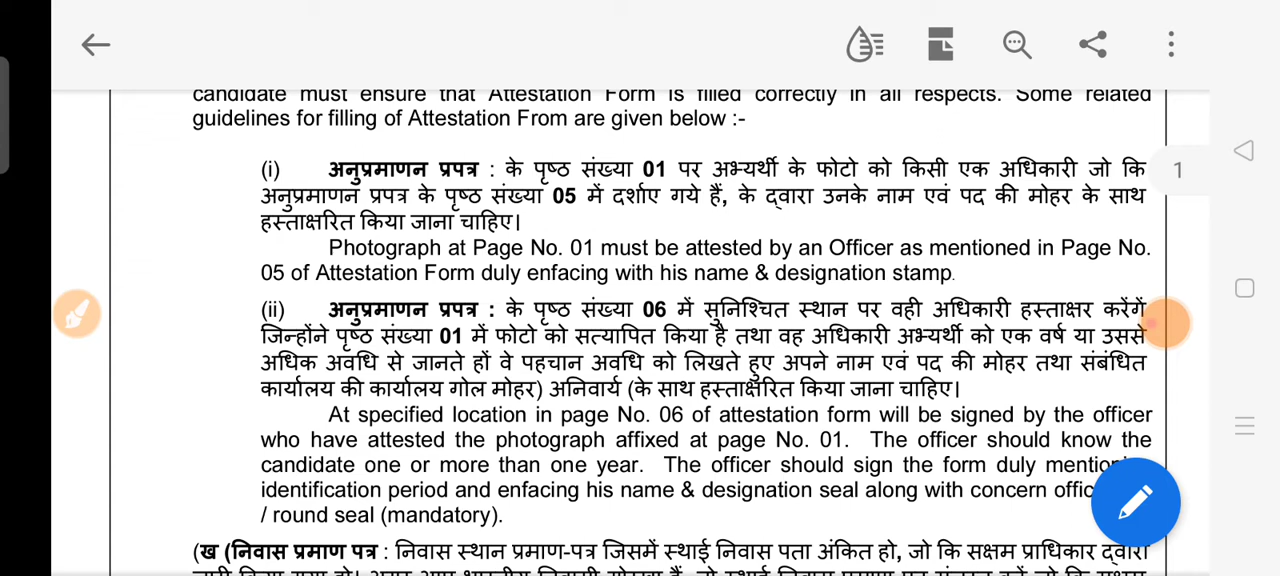 candidate must ensure that Attestation Form is filled correctly in all respects. Some related
guidelines for filling of Attestation From are given below :-
1
(i) अनुप्रमाणन प्रपत्र : के पृष्ठ संख्या 01 पर अभ्यर्थी के फोटो को किसी एक अधिकारी जो कि
अनुप्रमाणन प्रपत्र के पृष्ठ संख्या 05 में दर्शाए गये हैं, के द्वारा उनके नाम एवं पद की मोहर के साथ
हस्ताक्षरित किया जाना चाहिए।
Photograph at Page No. 01 must be attested by an Officer as mentioned in Page No.
05 of Attestation Form duly enfacing with his name & designation stamp.
(ii) अनुप्रमाणन प्रपत्र : के पृष्ठ संख्या 06 में सुनिश्चित स्थान पर वही अधिकारी हस्ताक्षर करेंगें
जिन्होंने पृष्ठ संख्या 01 में फोटो को सत्यापित किया है तथा वह अधिकारी अभ्यर्थी को एक वर्ष या उससे
अधिक अवधि से जानते हों वे पहचान अवधि को लिखते हुए अपने नाम एवं पद की मोहर तथा संबंधित
कार्यालय की कार्यालय गोल मोहर) अनिवार्य (के साथ हस्ताक्षरित किया जाना चाहिए।
At specified location in page No. 06 of attestation form will be signed by the officer
who have attested the photograph affixed at page No. 01. The officer should know the
candidate one or more than one year. The officer should sign the form duly
identification period and enfacing his name & designation seal along with concern
/ round seal (mandatory).
(ख (निवास प्रमाण पत्र : निवास स्थान प्रमाण-पत्र जिसमें स्थाई निवास पता अंकित हो, जो कि सक्षम प्राधिकार द्वारा